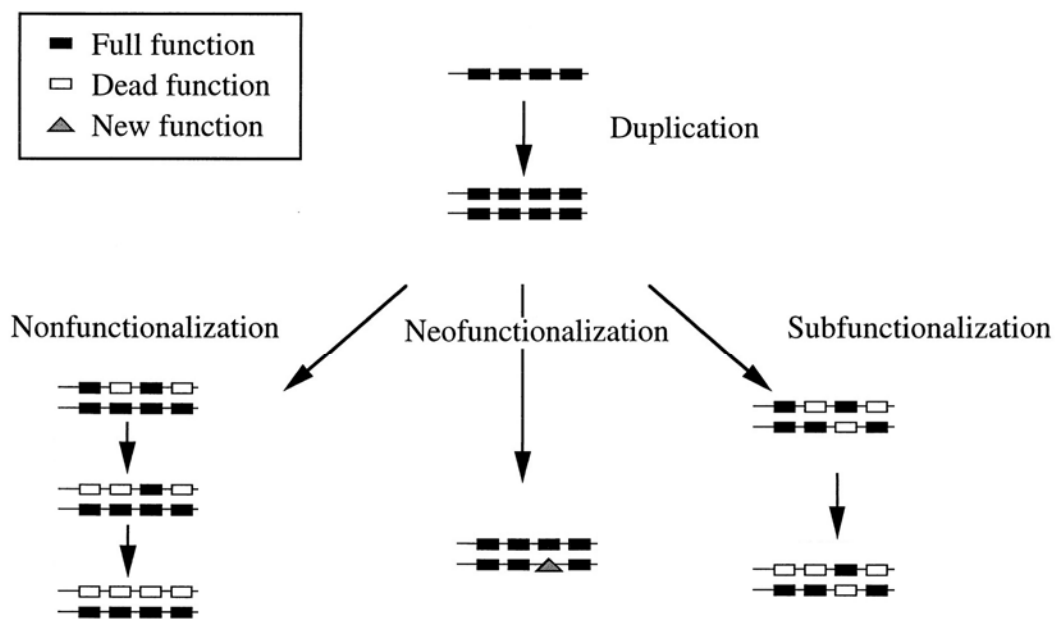 Full function
Dead function
New function
Duplication
Nonfunctionalization
Neofunctionalization
Subfunctionalization